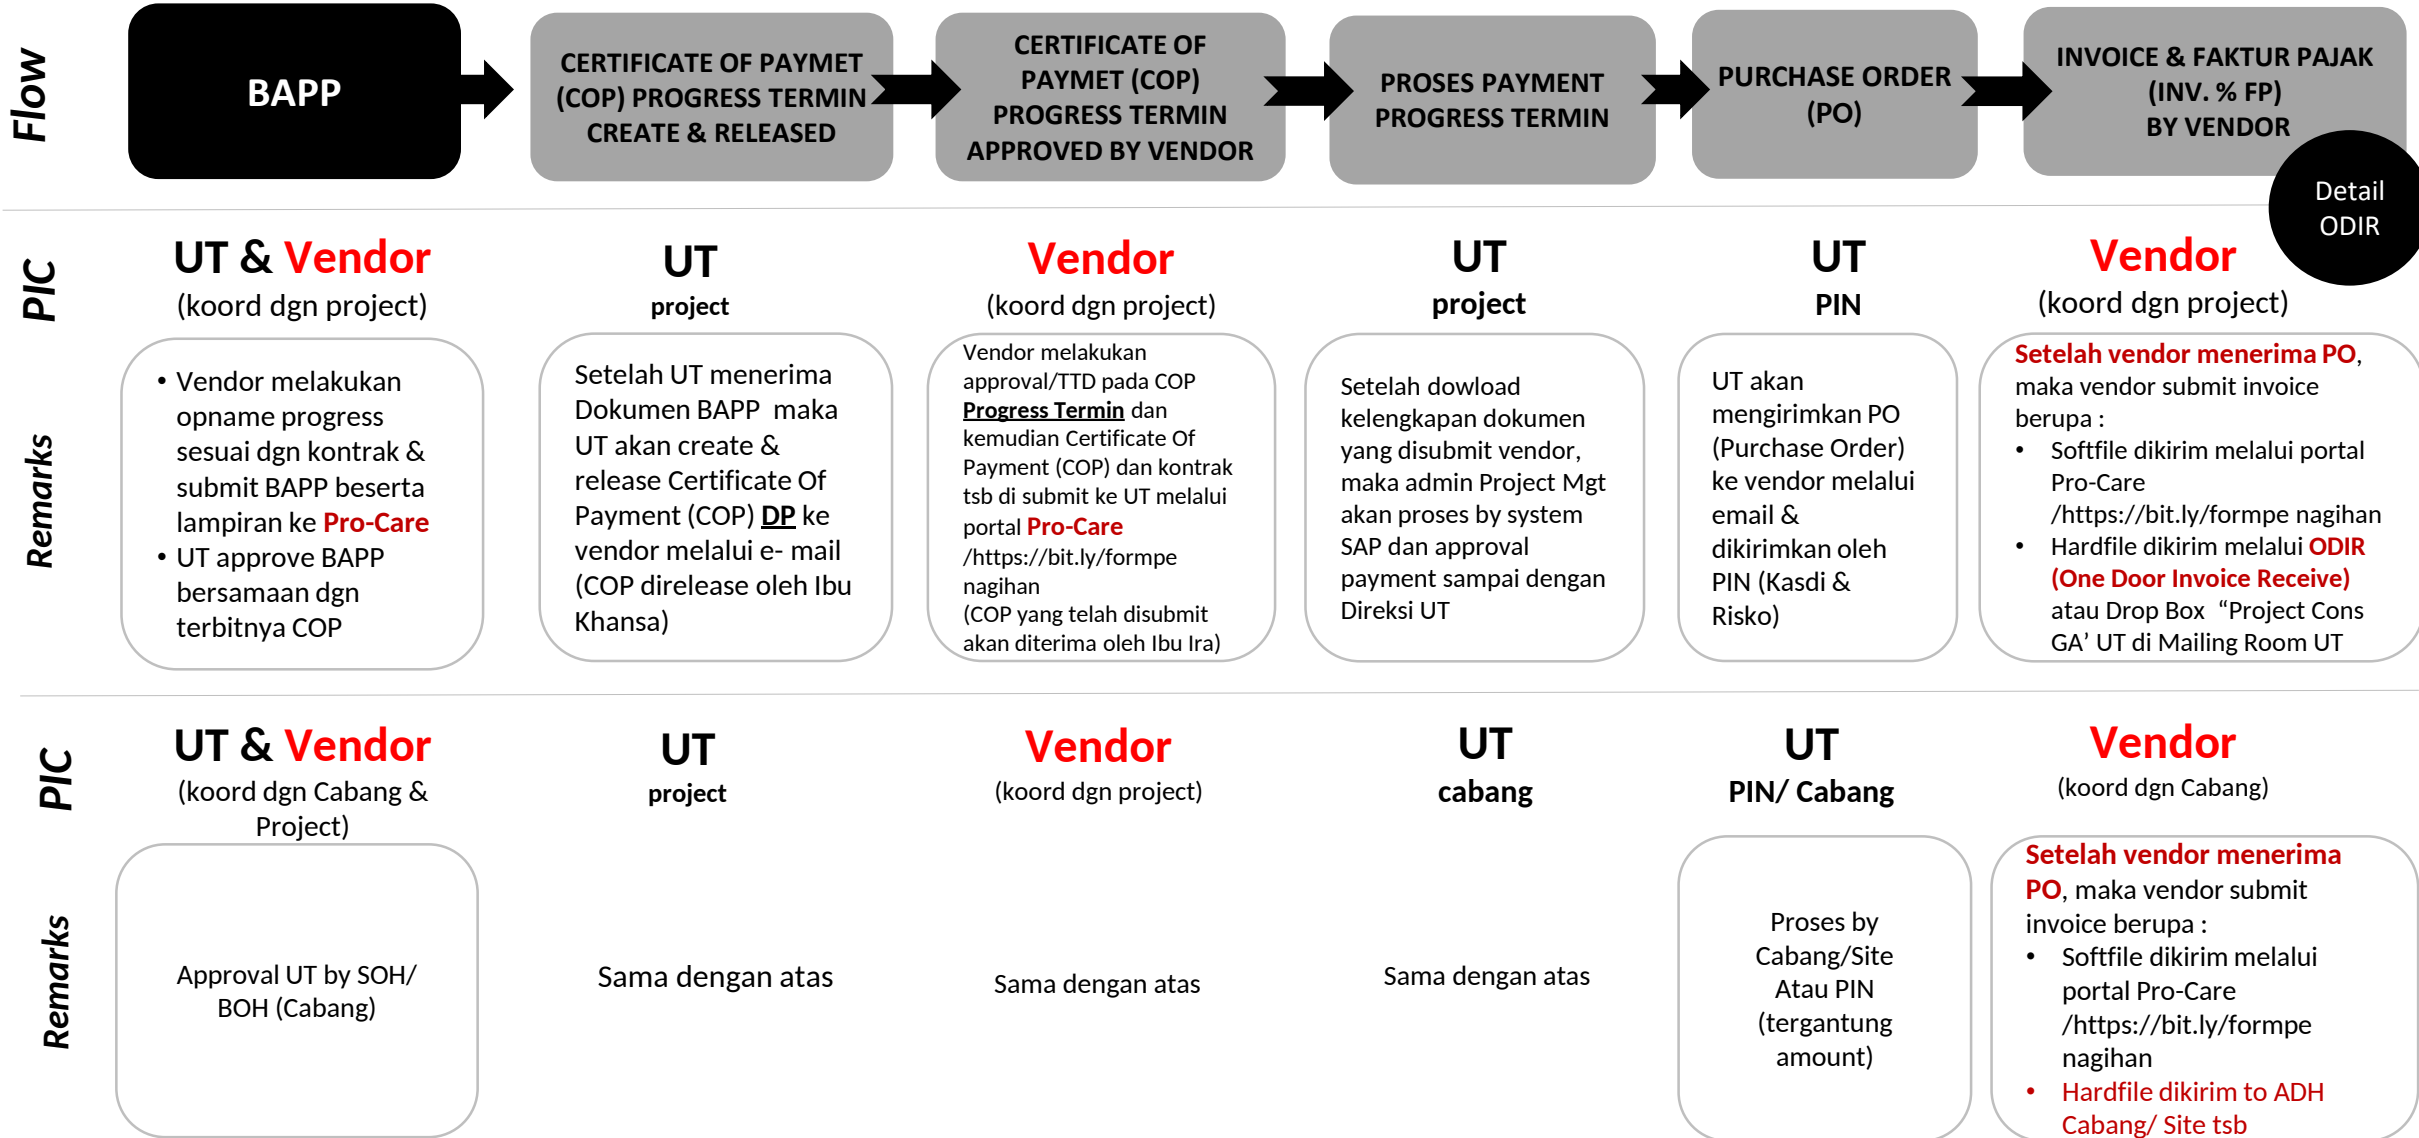 Flow
BAPP
CERTIFICATE OF PAYMET
(COP) PROGRESS TERMIN
CREATE & RELEASED
CERTIFICATE OF
PAYMET (COP)
PROGRESS TERMIN
APPROVED BY VENDOR
PROSES PAYMENT
PROGRESS TERMIN
PURCHASE ORDER
(PO)
INVOICE & FAKTUR PAJAK
(INV. % FP)
BY VENDOR
Detail
ODIR
PIC
UT & Vendor
(koord dgn project)
UT
project
Vendor
(koord dgn project)
UT
project
UT
PIN
Vendor
(koord dgn project)
Remarks
• Vendor melakukan
opname progress
sesuai dgn kontrak &
submit BAPP beserta
lampiran ke Pro-Care
• UT approve BAPP
bersamaan dgn
terbitnya COP
Setelah UT menerima
Dokumen BAPP maka
UT akan create &
release Certificate Of
Payment (COP) DP ke
vendor melalui e- mail
(COP direlease oleh Ibu
Khansa)
Vendor melakukan
approval/TTD pada COP
Progress Termin dan
kemudian Certificate Of
Payment (COP) dan kontrak
tsb di submit ke UT melalui
portal Pro-Care
/https://bit.ly/formpe
nagihan
(COP yang telah disubmit
akan diterima oleh Ibu Ira)
Setelah dowload
kelengkapan dokumen
yang disubmit vendor,
maka admin Project Mgt
akan proses by system
SAP dan approval
payment sampai dengan
Direksi UT
UT akan
mengirimkan PO
(Purchase Order)
ke vendor melalui
email &
dikirimkan oleh
PIN (Kasdi &
Risko)
Setelah vendor menerima PO,
maka vendor submit invoice
berupa :
• Softfile dikirim melalui portal
Pro-Care
/https://bit.ly/formpe nagihan
• Hardfile dikirim melalui ODIR
(One Door Invoice Receive)
atau Drop Box “Project Cons
GA’ UT di Mailing Room UT
PIC
UT & Vendor
(koord dgn Cabang &
Project)
UT
project
Vendor
(koord dgn project)
UT
cabang
UT
PIN/ Cabang
Vendor
(koord dgn Cabang)
Remarks
Approval UT by SOH/
BOH (Cabang)
Sama dengan atas
Sama dengan atas
Sama dengan atas
Proses by
Cabang/Site
Atau PIN
(tergantung
amount)
Setelah vendor menerima
PO, maka vendor submit
invoice berupa :
• Softfile dikirim melalui
portal Pro-Care
/https://bit.ly/formpe
nagihan
• Hardfile dikirim to ADH
Cabang/ Site tsb